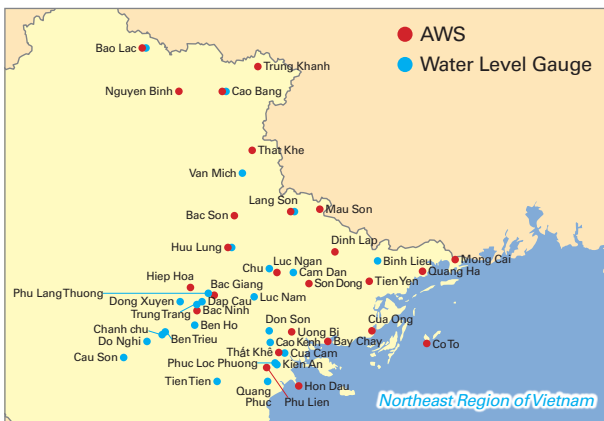 AWS
Water Level Gauge
Bao Lac
Trung Khanh
Nguyen Binh
Cao Bang
That Khe
Van Mich
Lang Son
Mau Son
Bac Son
Dinh Lap
Huu Lung
Binh Lieu
Mong Cai
Luc Ngan
Chu
Cam Dan
Quang Ha
Hiep Hoa
Bac Giang
Son Dong
Tien Yen
Phu Lang Thuong
Dong Xuyen
Dap Cau
Luc Nam
Trung Trang
Bac Ninh
Don Son
Cua Ong
Chanh chu
Ben Ho
Uong Bi
Do Nghi
Ben Trieu
Cao Kênh
Bay Chay
Co To
Cau Son
Thất Khê
Cua Cam
Phuc Loc Phuong
Kien An
Tien Tien
Quang
Phuc
Hon Dau
Phu Lien
Northeast Region of Vietnam